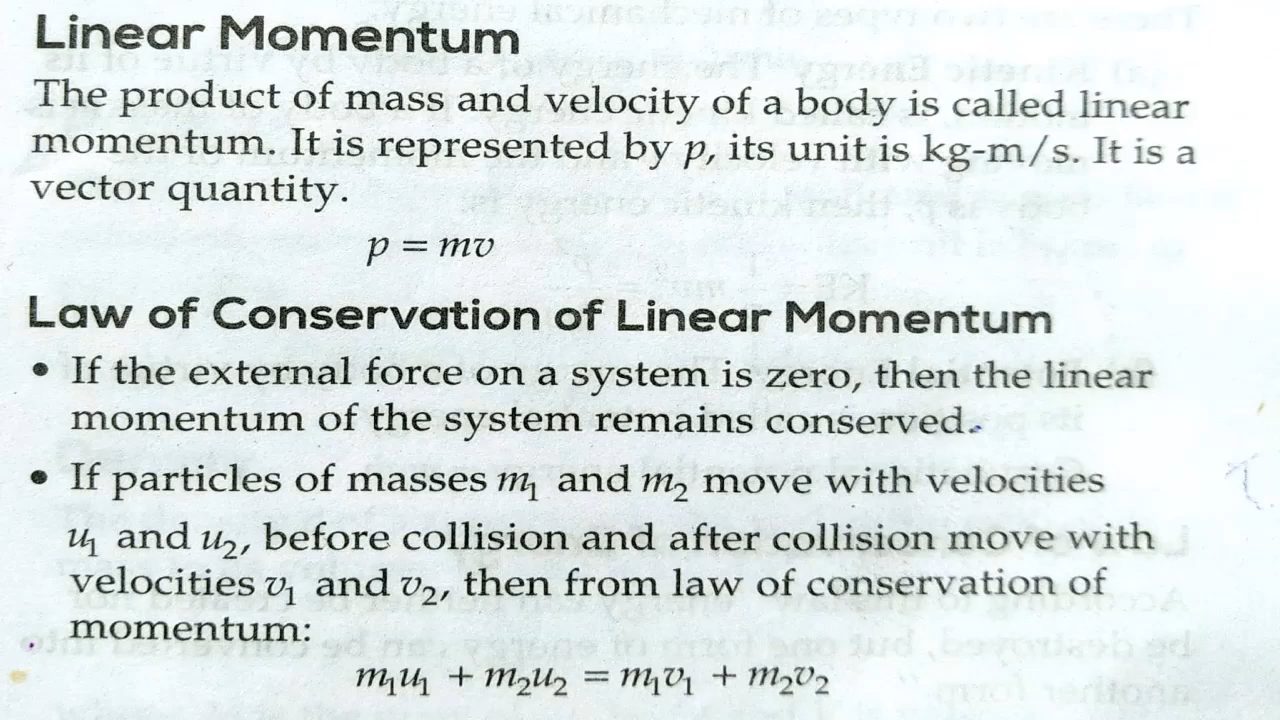 Linear Momentum
The product of mass and velocity of a body is called linear
momentum. It is represented by p, its unit is kg-m/s. It is a
vector quantity.
p = mv
Law of Conservation of Linear Momentum
• If the external force on a system is zero, then the linear
momentum of the system remains conserved.
• If particles of masses m₁ and m₂ move with velocities
u₁ and u₂, before collision and after collision move with
velocities v₁ and v₂, then from law of conservation of
momentum:
m₁u₁ + m₂u₂ = m₁v₁ + m₂v₂